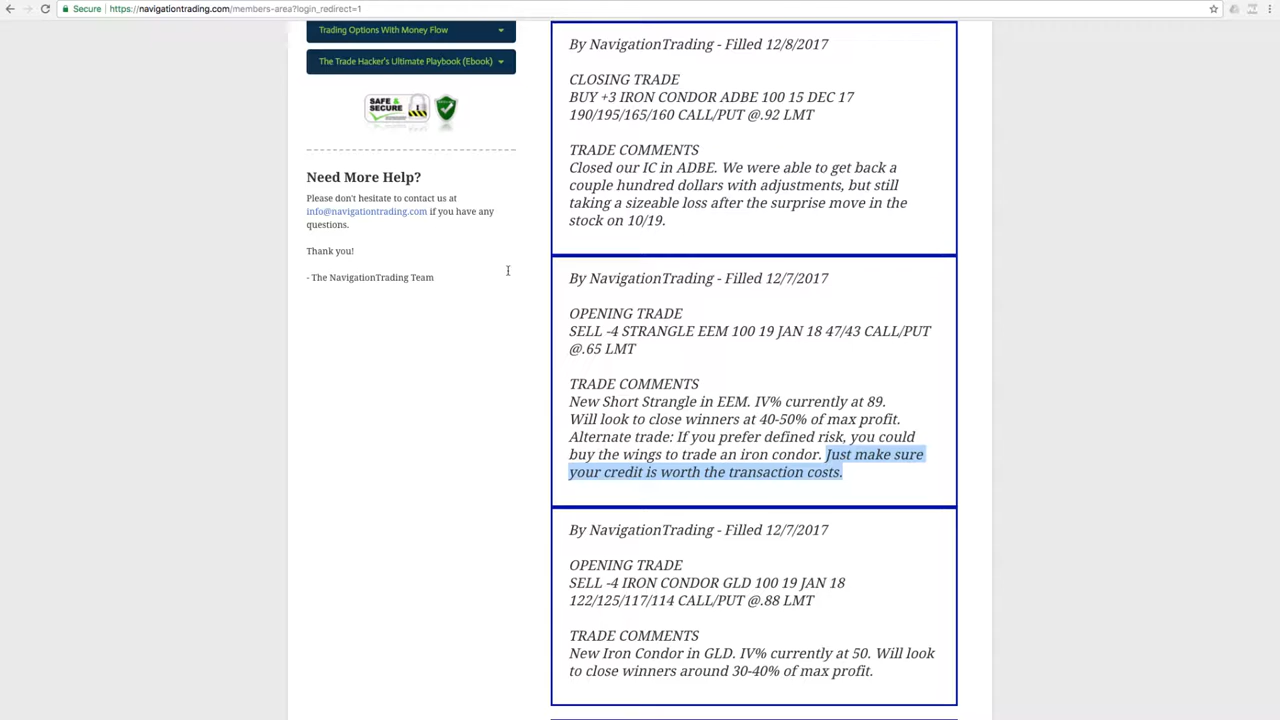 Secure
https://navigationtrading.com/members-area?login_redirect=1
Trading Options With Money Flow
The Trade Hacker's Ultimate Playbook (Ebook)
SAFE &
SECURE
Need More Help?
Please don't hesitate to contact us at
info@navigationtrading.com if you have any
questions.
Thank you!
- The NavigationTrading Team
By NavigationTrading - Filled 12/8/2017
CLOSING TRADE
BUY +3 IRON CONDOR ADBE 100 15 DEC 17
190/195/165/160 CALL/PUT @.92 LMT
TRADE COMMENTS
Closed our IC in ADBE. We were able to get back a
couple hundred dollars with adjustments, but still
taking a sizeable loss after the surprise move in the
stock on 10/19.
By NavigationTrading - Filled 12/7/2017
OPENING TRADE
SELL -4 STRANGLE EEM 100 19 JAN 18 47/43 CALL/PUT
@.65 LMT
TRADE COMMENTS
New Short Strangle in EEM. IV% currently at 89.
Will look to close winners at 40-50% of max profit.
Alternate trade: If you prefer defined risk, you could
buy the wings to trade an iron condor. Just make sure
your credit is worth the transaction costs.
By NavigationTrading - Filled 12/7/2017
OPENING TRADE
SELL -4 IRON CONDOR GLD 100 19 JAN 18
122/125/117/114 CALL/PUT @.88 LMT
TRADE COMMENTS
New Iron Condor in GLD. IV% currently at 50. Will look
to close winners around 30-40% of max profit.